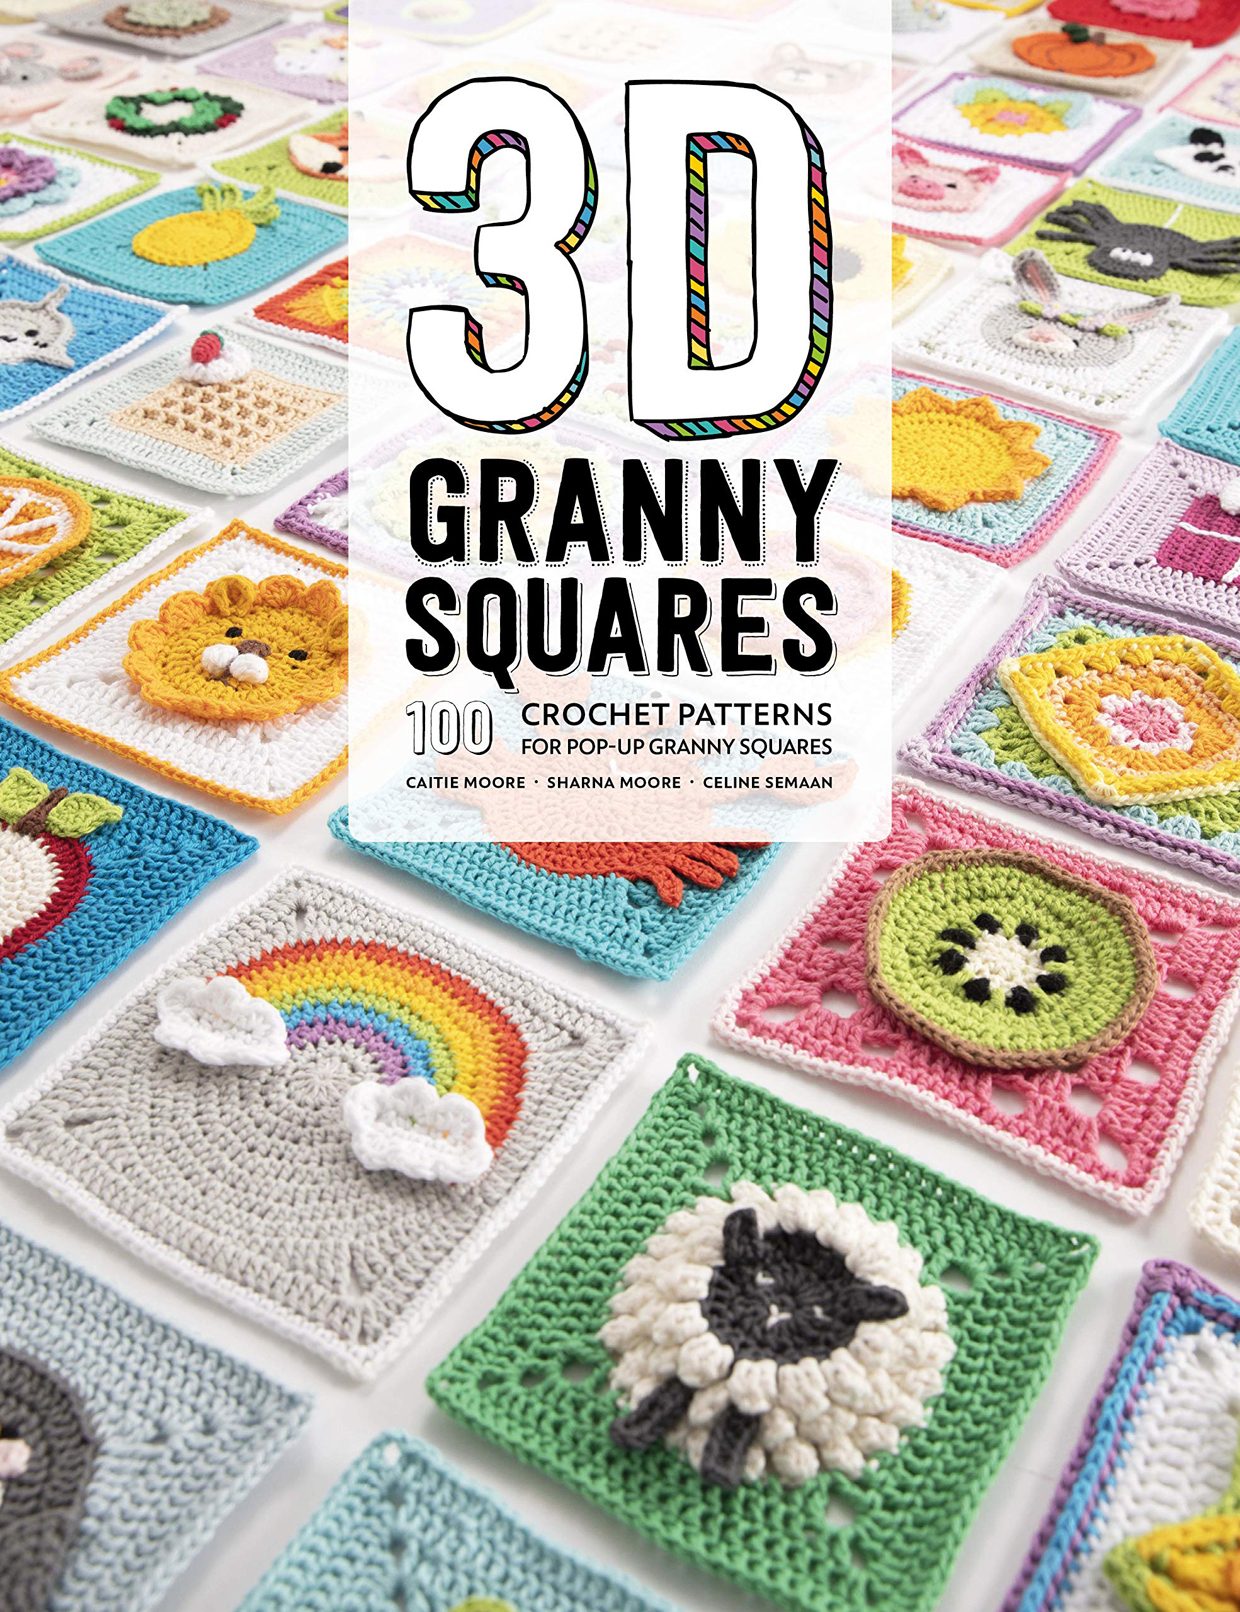 3D
GRANNY
SQUARES
100 CROCHET PATTERNS
FOR POP-UP GRANNY SQUARES
CAITIE MOORE · SHARNA MOORE · CELINE SEMAAN